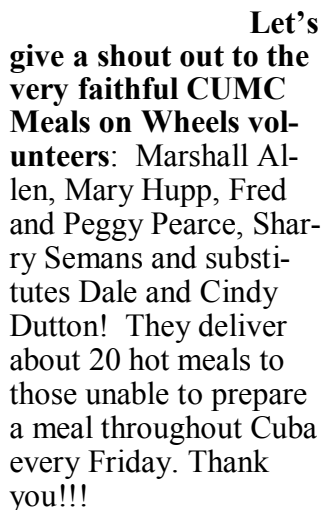 Let's
give a shout out to the
very faithful CUMC
Meals on Wheels vol-
unteers:  Marshall Al-
len, Mary Hupp, Fred
and Peggy Pearce, Shar-
ry Semans and substi-
tutes Dale and Cindy
Dutton!  They deliver
about 20 hot meals to
those unable to prepare
a meal throughout Cuba
every Friday. Thank
you!!!